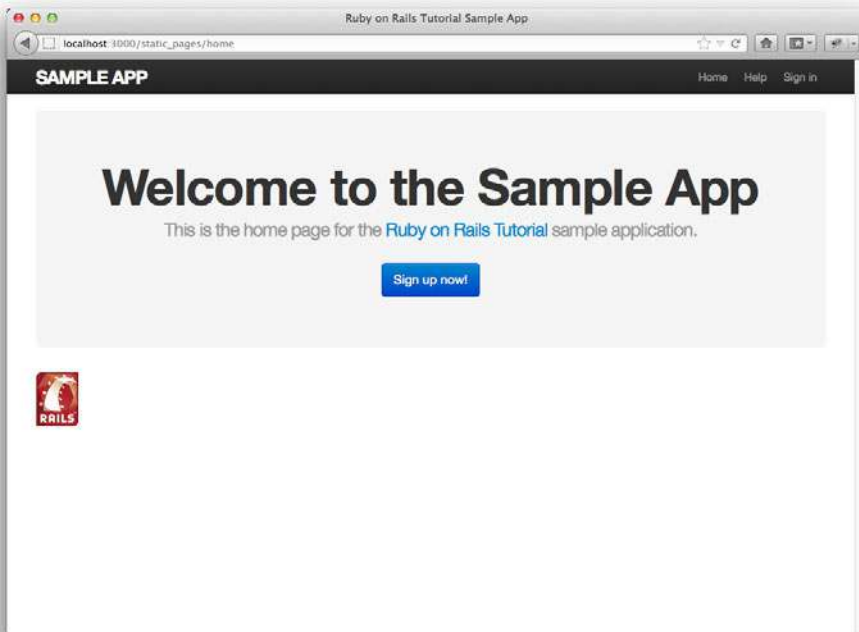 Ruby on Rails Tutorial Sample App
localhost:3000/static_pages/home
SAMPLE APP
Home Help Sign in
Welcome to the Sample App
This is the home page for the Ruby on Rails Tutorial sample application.
Sign up now!
RAILS